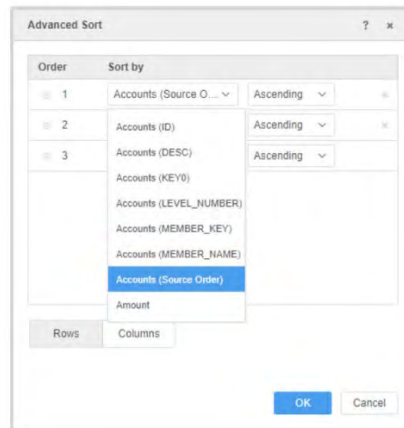 Advanced Sort ? ×
Order Sort by
1 Accounts (Source O... Ascending
2 Ascending
3 Ascending
Accounts (ID)
Accounts (DESC)
Accounts (KEY0)
Accounts (LEVEL_NUMBER)
Accounts (MEMBER_KEY)
Accounts (MEMBER_NAME)
Accounts (Source Order)
Amount
Rows Columns
OK Cancel